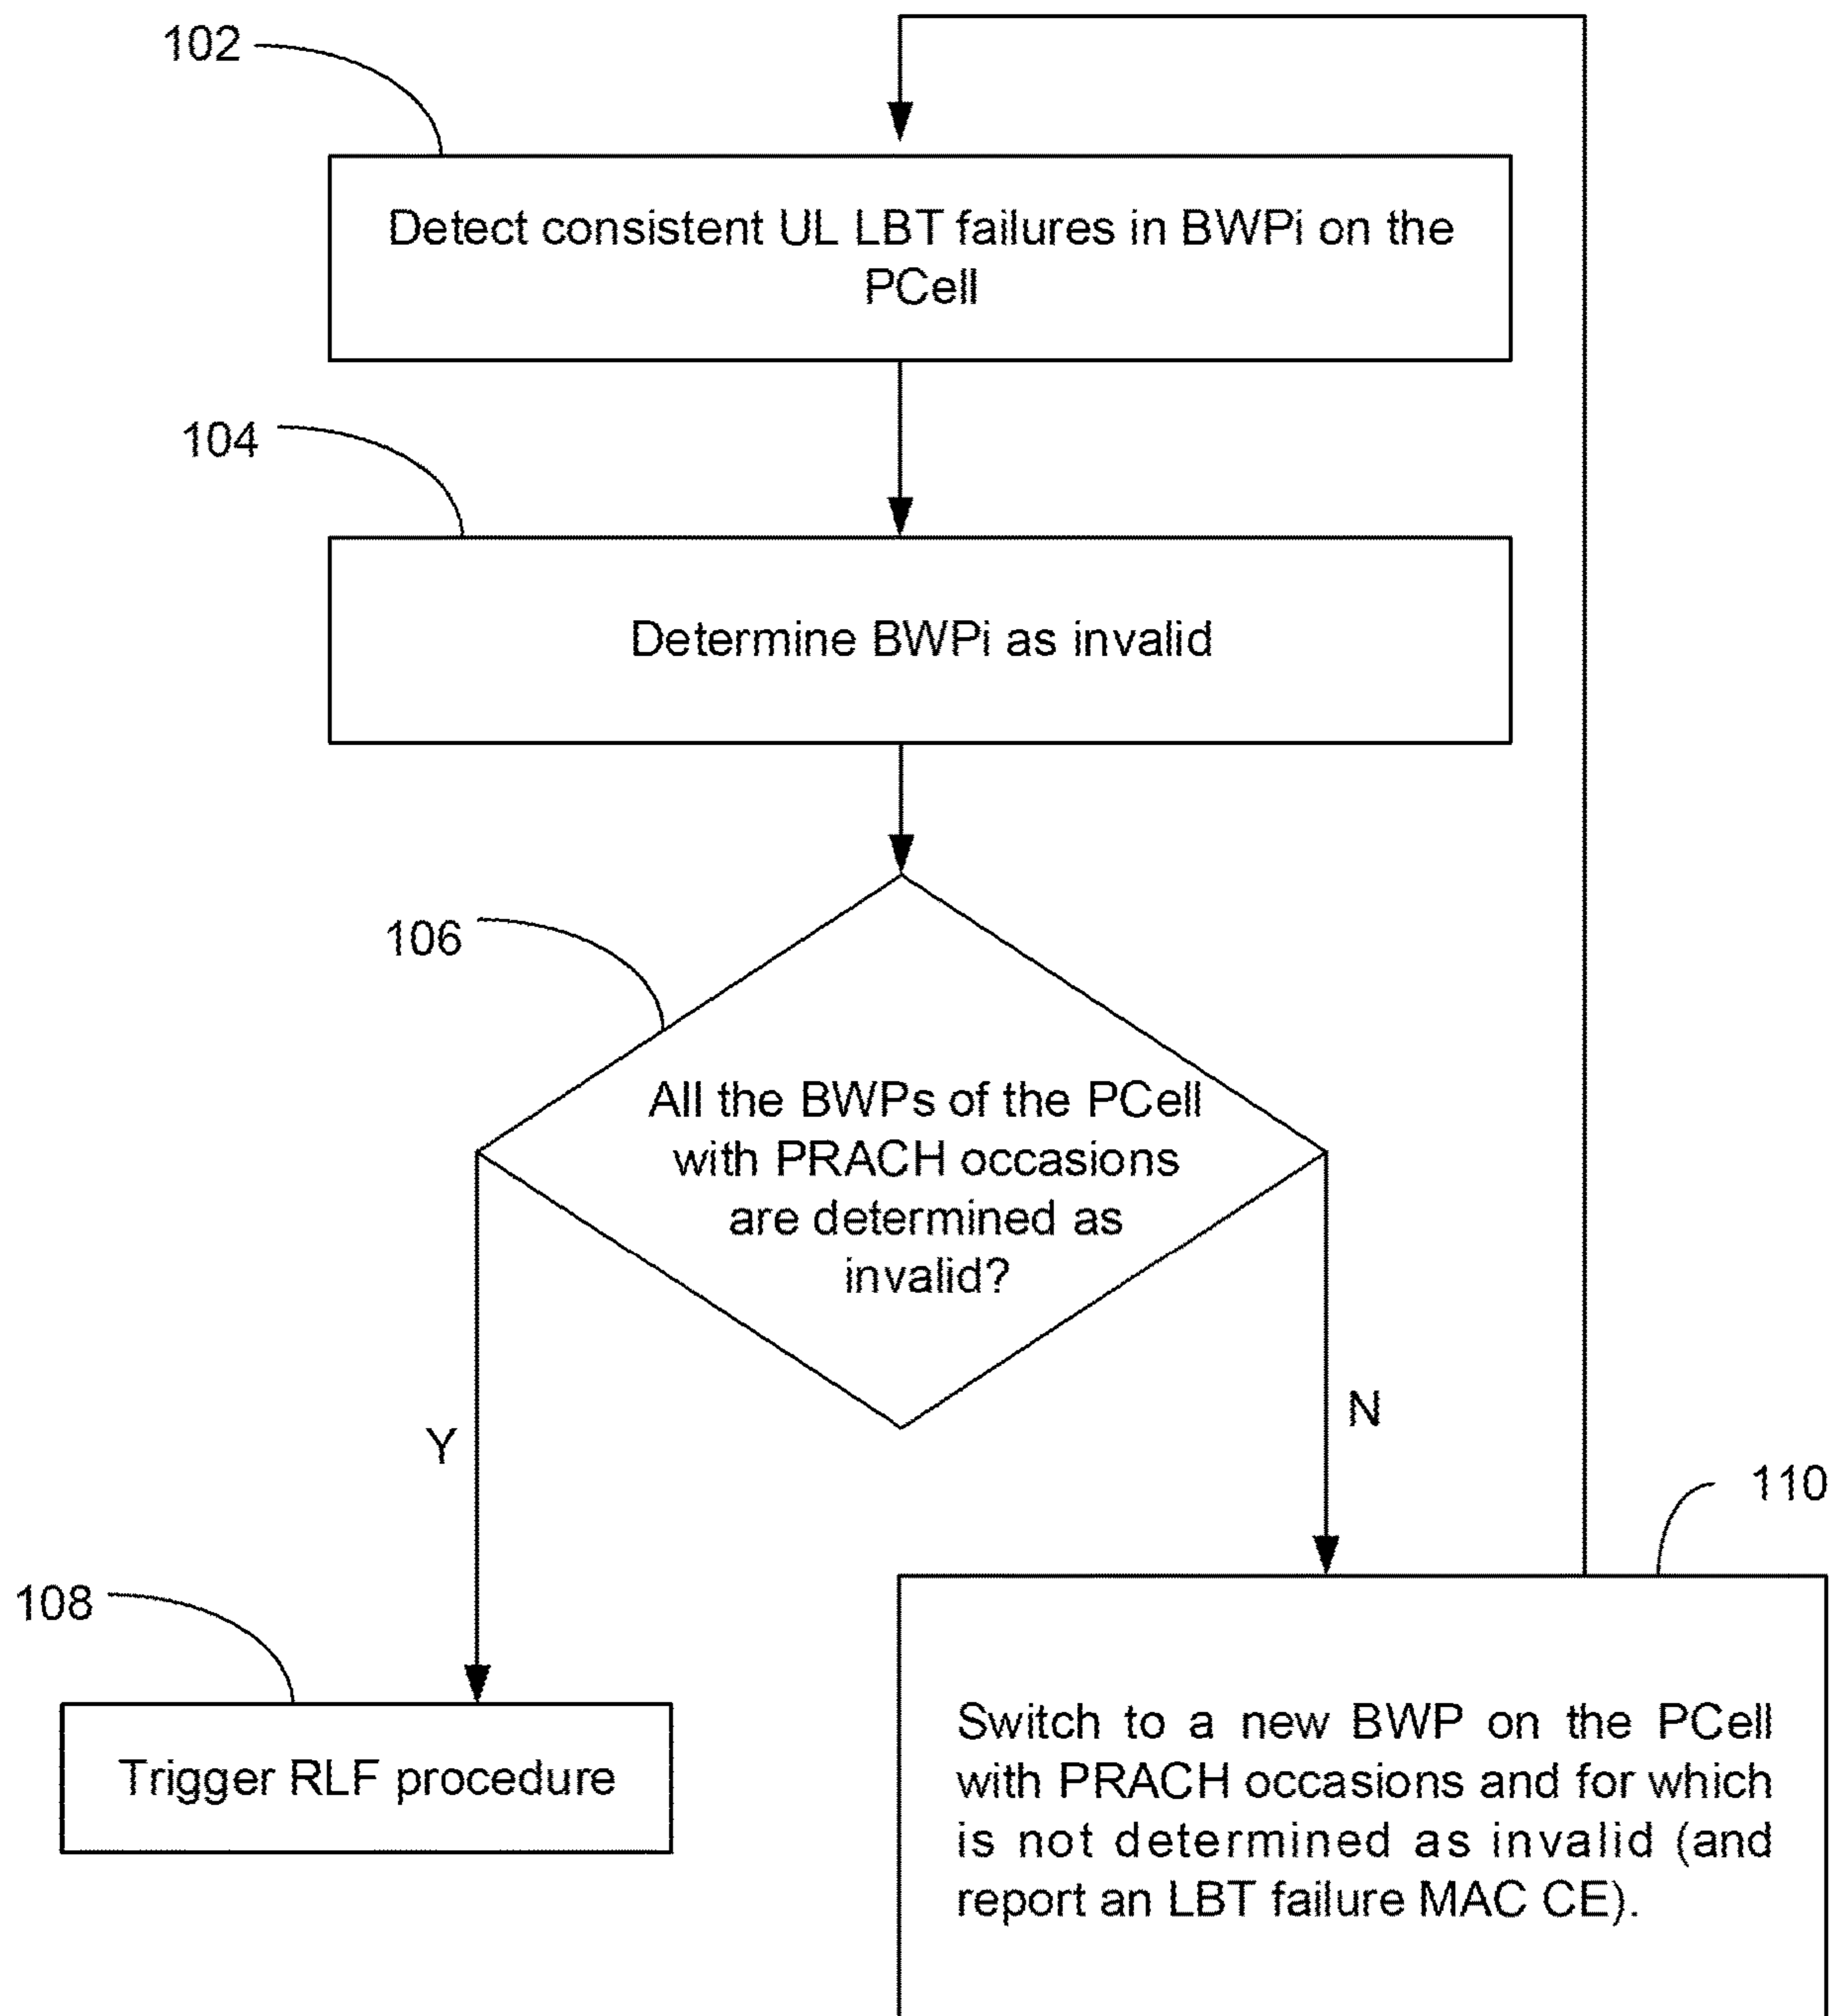 102
Detect consistent UL LBT failures in BWPi on the
PCell
104
Determine BWPi as invalid
106
All the BWPs of the PCell
with PRACH occasions
are determined as
invalid?
Y
N
108
Trigger RLF procedure
110
Switch to a new BWP on the PCell
with PRACH occasions and for which
is not determined as invalid (and
report an LBT failure MAC CE).